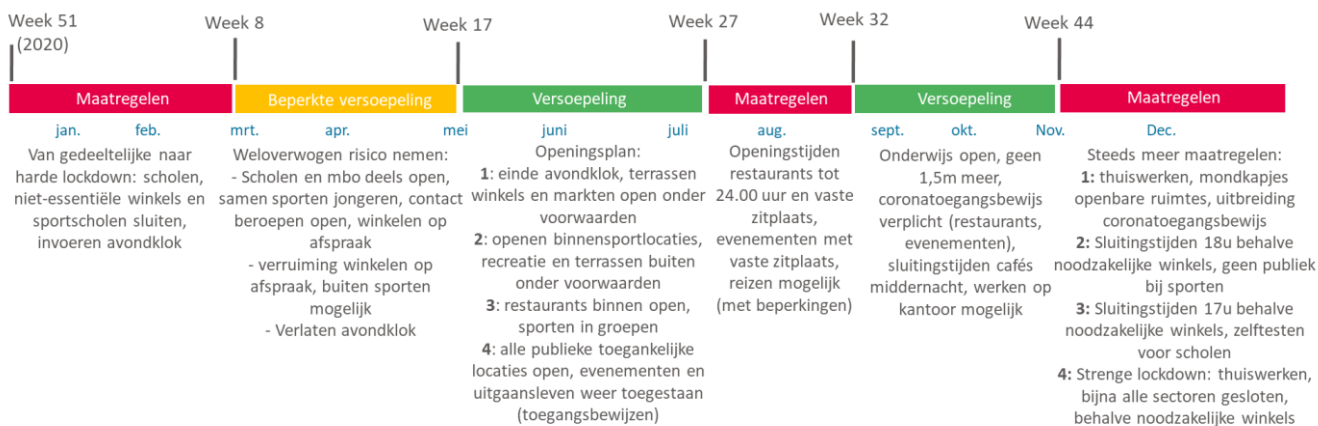 Week 51
(2020)
Week 8
Week 17
Week 27
Week 32
Week 44
Maatregelen
Beperkte versoepeling
Versoepeling
Maatregelen
Versoepeling
Maatregelen
jan.
feb.
mrt.
apr.
mei
juni
juli
aug.
sept.
okt.
Nov.
Dec.
Van gedeeltelijke naar
harde lockdown: scholen,
niet-essentiële winkels en
sportscholen sluiten,
invoeren avondklok
Weloverwogen risico nemen:
- Scholen en mbo deels open,
samen sporten jongeren, contact
beroepen open, winkelen op
afspraak
- verruiming winkelen op
afspraak, buiten sporten
mogelijk
- Verlaten avondklok
Openingsplan:
1: einde avondklok, terrassen
winkels en markten open onder
voorwaarden
2: openen binnensportlocaties,
recreatie en terrassen buiten
onder voorwaarden
3: restaurants binnen open,
sporten in groepen
4: alle publieke toegankelijke
locaties open, evenementen en
uitgaansleven weer toegestaan
(toegangsbewijzen)
Openingstijden
restaurants tot
24.00 uur en vaste
zitplaats,
evenementen met
vaste zitplaats,
reizen mogelijk
(met beperkingen)
Onderwijs open, geen
1,5m meer,
coronatoegangsbewijs
verplicht (restaurants,
evenementen),
sluitingstijden cafés
middernacht, werken op
kantoor mogelijk
Steeds meer maatregelen:
1: thuiswerken, mondkapjes
openbare ruimtes, uitbreiding
coronatoegangsbewijs
2: Sluitingstijden 18u behalve
noodzakelijke winkels, geen publiek
bij sporten
3: Sluitingstijden 17u behalve
noodzakelijke winkels, zelftesten
voor scholen
4: Strenge lockdown: thuiswerken,
bijna alle sectoren gesloten,
behalve noodzakelijke winkels